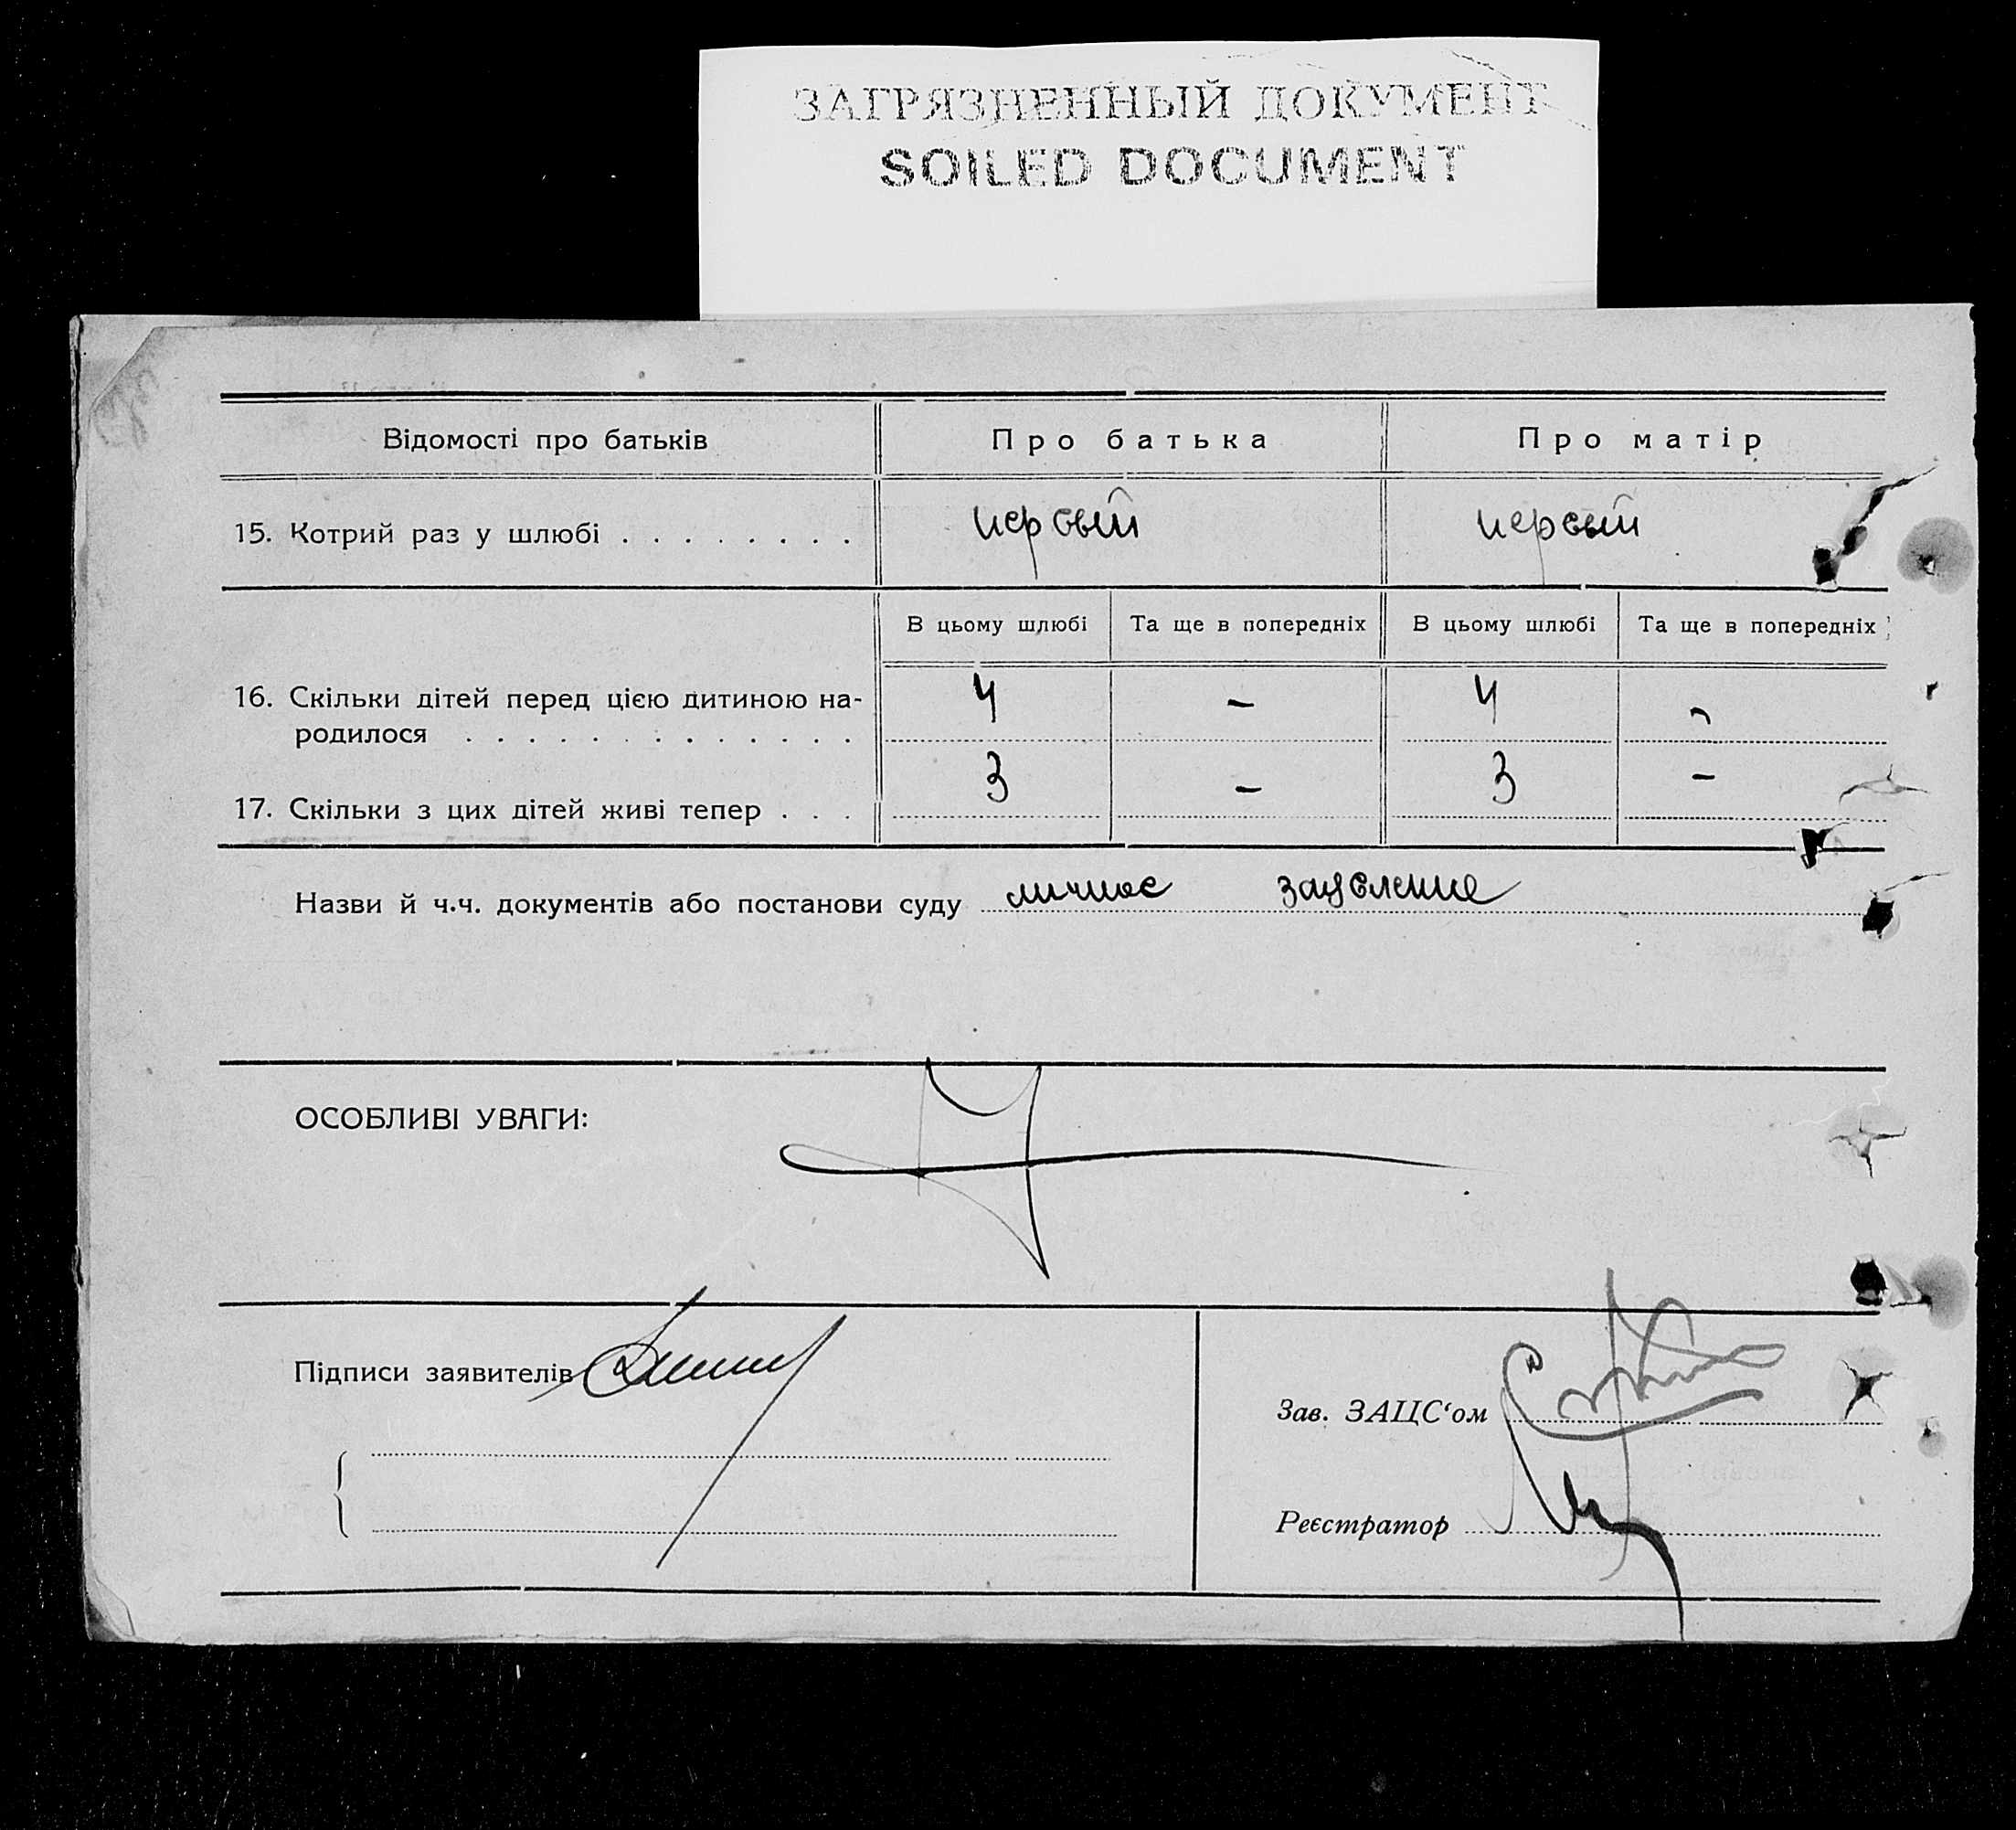 ЗАГРЯЗНЕННЫЙ ДОКУМЕНТ
SOILED DOCUMENT
Відомості про батьків Про батька Про матір
15. Котрий раз у шлюбі . . . . . . . . первый первый
В цьому шлюбі Та ще в попередніх В цьому шлюбі Та ще в попередніх
16. Скільки дітей перед цією дитиною на- 4 – 4 –
родилося . . . . . . . . . . . . .
17. Скільки з цих дітей живі тепер . . . 3 – 3 –
Назви й ч.ч. документів або постанови суду личное заявление
ОСОБЛИВІ УВАГИ:
Підписи заявителів
Зав. ЗАЦС‘ом
Реєстратор